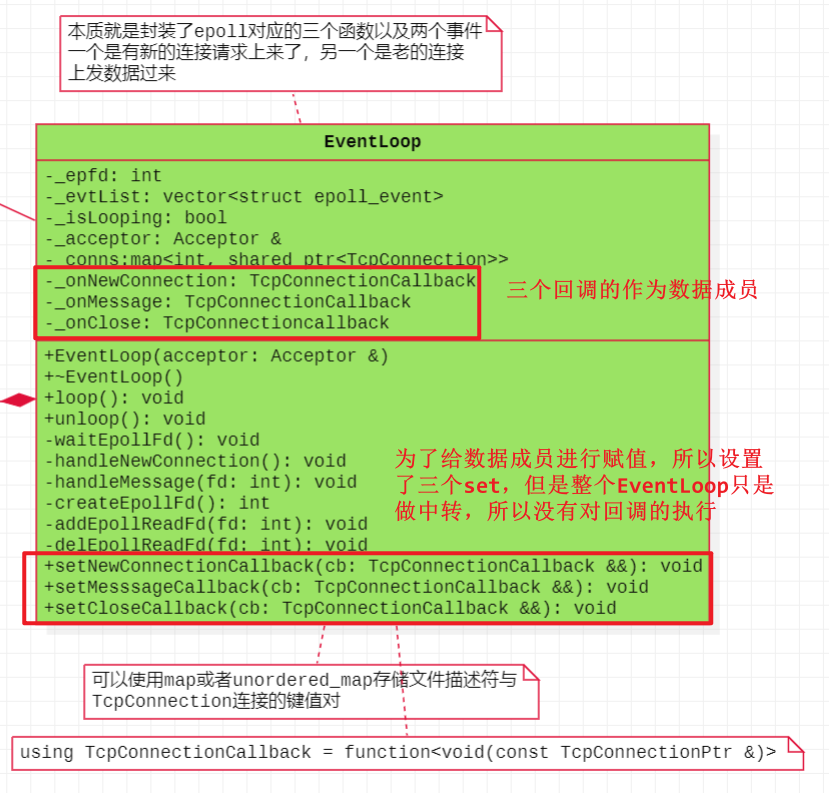 本质就是封装了epoll对应的三个函数以及两个事件
一个是有新的连接请求上来了，另一个是老的连接
上发数据过来
EventLoop
-_epfd: int
-_evtList: vector<struct epoll_event>
-_isLooping: bool
-_acceptor: Acceptor &
-_conns:map<int, shared_ptr<TcpConnection>>
-_onNewConnection: TcpConnectionCallback
-_onMessage: TcpConnectionCallback
-_onClose: TcpConnectioncallback
三个回调的作为数据成员
+EventLoop(acceptor: Acceptor &)
+~EventLoop()
+loop(): void
+unloop(): void
-waitEpollFd(): void
-handleNewConnection(): void
-handleMessage(fd: int): void
-createEpollFd(): int
-addEpollReadFd(fd: int): void
-delEpollReadFd(fd: int): void
为了给数据成员进行赋值，所以设置
了三个set，但是整个EventLoop只是
做中转，所以没有对回调的执行
+setNewConnectionCallback(cb: TcpConnectionCallback &&): void
+setMesssageCallback(cb: TcpConnectionCallback &&): void
+setCloseCallback(cb: TcpConnectionCallback &&): void
可以使用map或者unordered_map存储文件描述符与
TcpConnection连接的键值对
using TcpConnectionCallback = function<void(const TcpConnectionPtr &)>